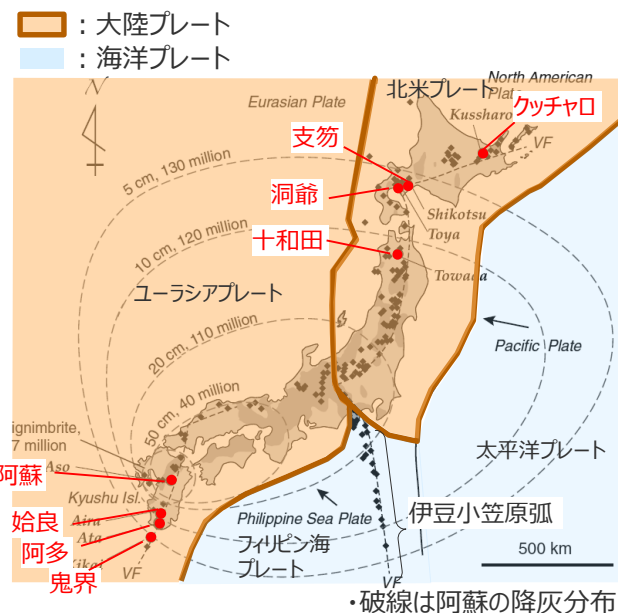 ：大陸プレート
：海洋プレート
N
Eurasian Plate
北米プレート
North American
Plate
クッチャロ
Kussharo
VF
支笏
洞爺
Shikotsu
Toya
十和田
Towada
5 cm, 130 million
10 cm, 120 million
ユーラシアプレート
20 cm, 110 million
50 cm, 40 million
Pacific Plate
太平洋プレート
ignimbrite,
7 million
Aso
阿蘇
Kyushu Isl.
Aira
姶良
Ata
阿多
Kikai
鬼界
VF
Philippine Sea Plate
フィリピン海
プレート
伊豆小笠原弧
VF
500 km
・破線は阿蘇の降灰分布